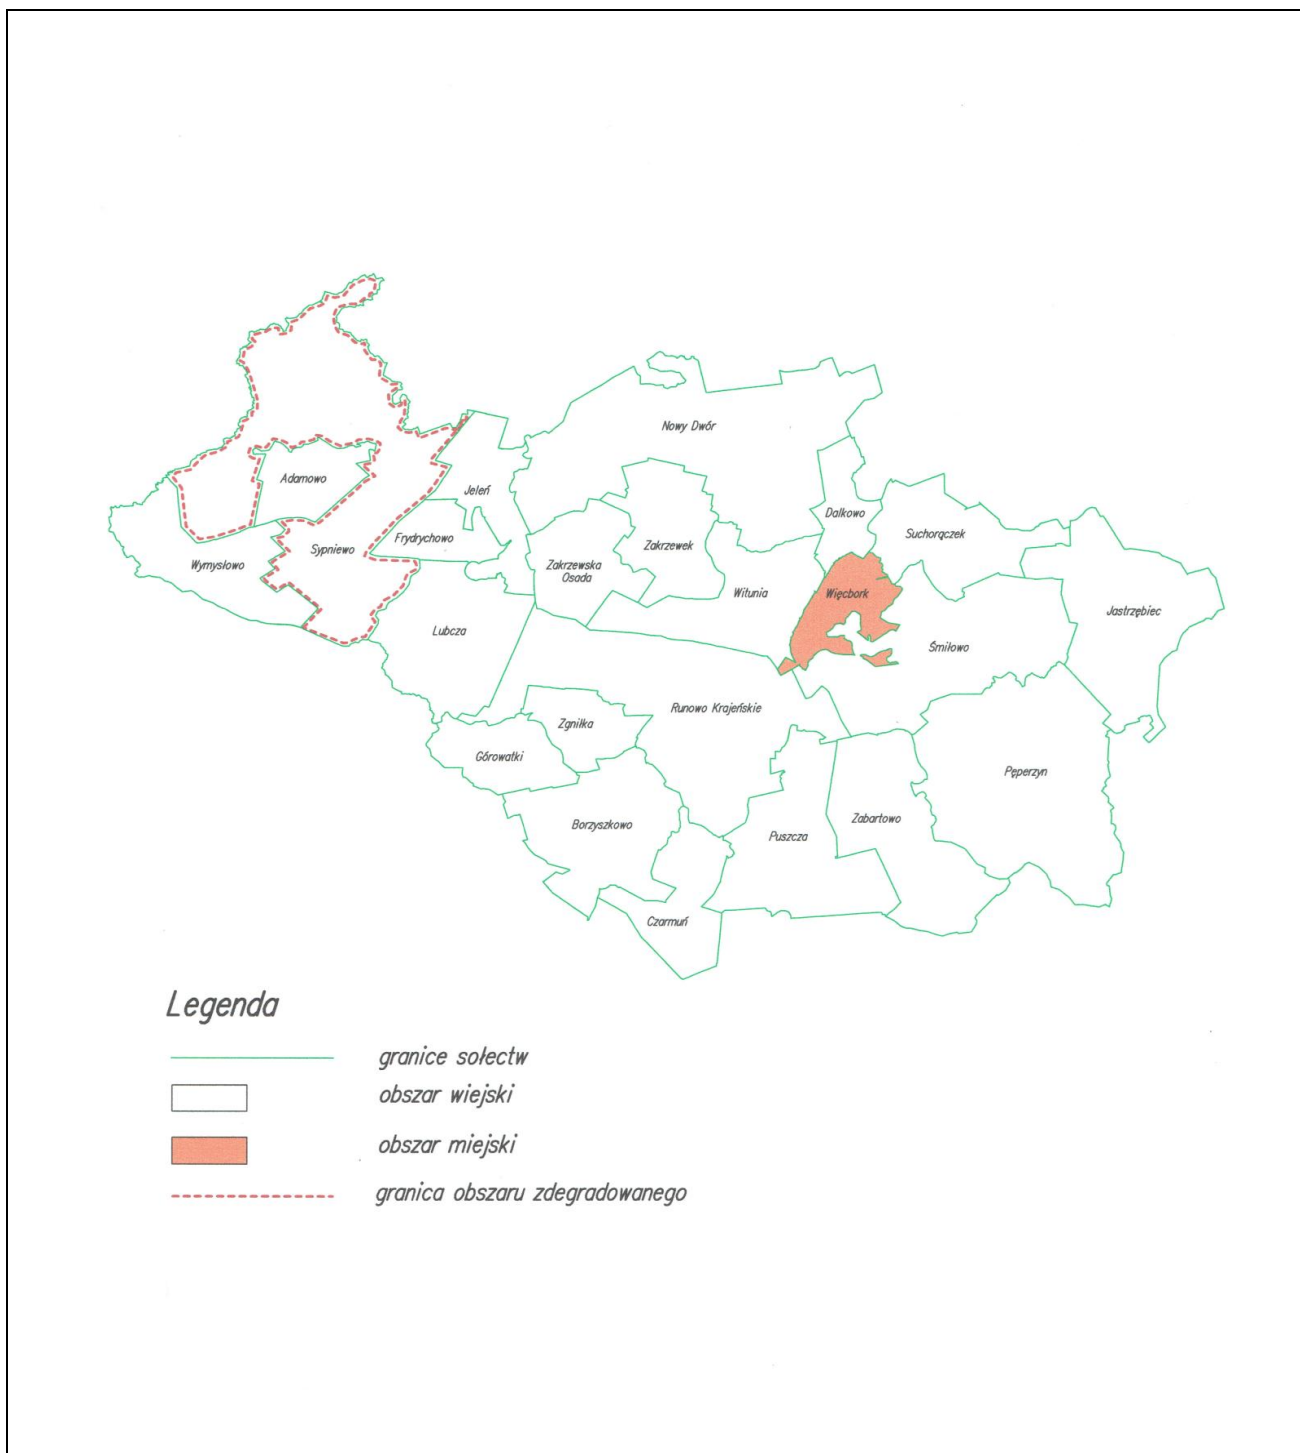 Nowy Dwór
Adamowo
Jeleń
Dalkowo
Suchorączek
Frydrychowo
Sypniewo
Zakrzewek
Wymysłowo
Zakrzewska
Osada
Witunia
Więcbork
Jastrzębiec
Lubcza
Śmiłowo
Runowo Krajeńskie
Zgniłka
Górowatki
Pęperzyn
Borzyszkowo
Zabartowo
Puszcza
Czarmuń
Legenda
granice sołectw
obszar wiejski
obszar miejski
granica obszaru zdegradowanego